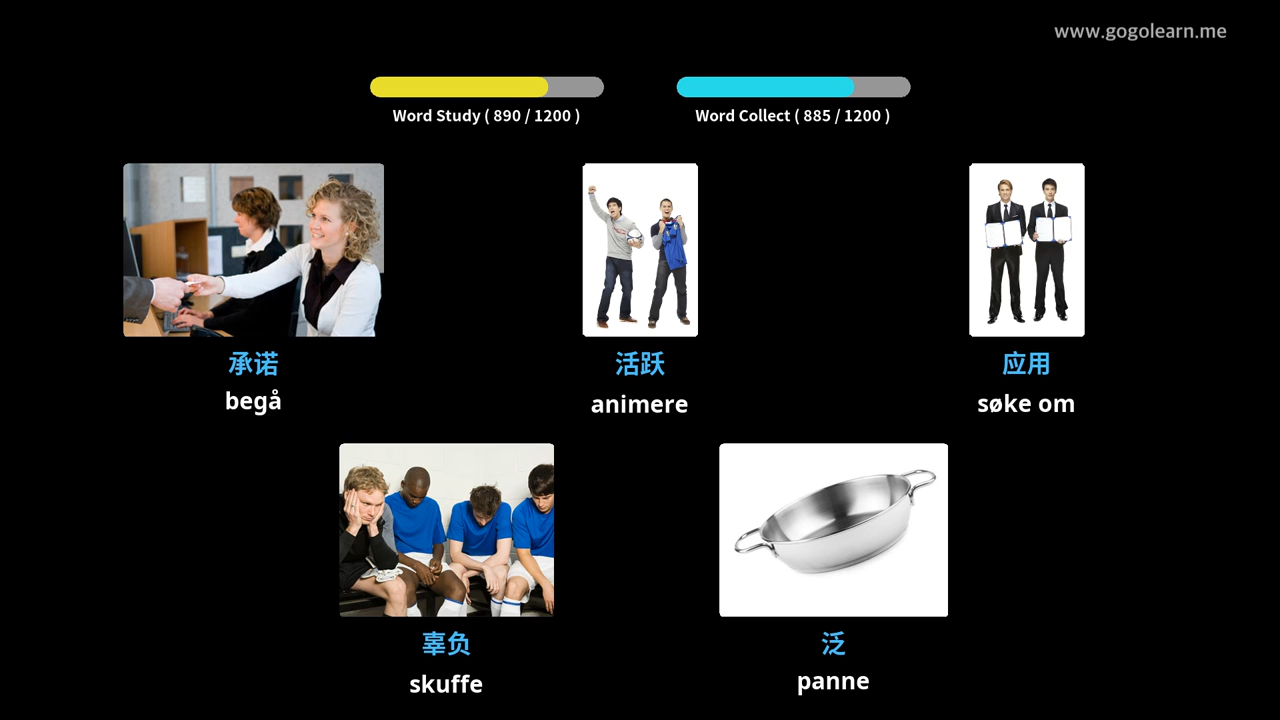 www.gogolearn.me
Word Study ( 890 / 1200 )
Word Collect ( 885 / 1200 )
承诺
活跃
应用
begå
animere
søke om
辜负
泛
skuffe
panne